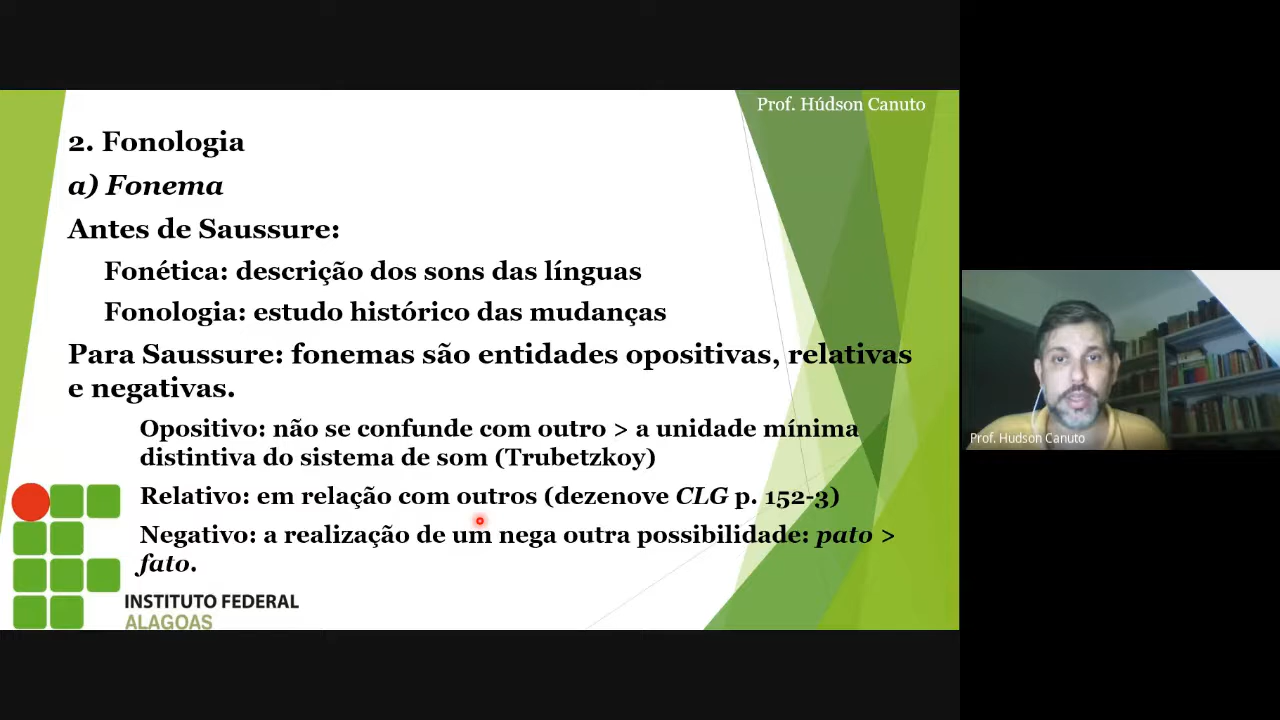 Prof. Húdson Canuto
2. Fonologia
a) Fonema
Antes de Saussure:
Fonética: descrição dos sons das línguas
Fonologia: estudo histórico das mudanças
Para Saussure: fonemas são entidades opositivas, relativas
e negativas.
Opositivo: não se confunde com outro > a unidade mínima
distintiva do sistema de som (Trubetzkoy)
Relativo: em relação com outros (dezenove CLG p. 152-3)
Negativo: a realização de um nega outra possibilidade: pato >
fato.
INSTITUTO FEDERAL
ALAGOAS
Prof. Hudson Canuto